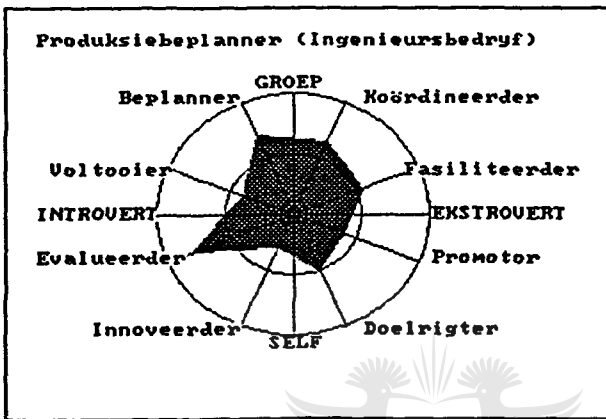 Produksiebeplanner (Ingenieursbedryf)
GROEP
Beplanner Koördineerder
Voltooier Fasiliteerder
INTROVERT EKSTROVERT
Evalueerder Promotor
Innoveerder Doelrigter
SELF